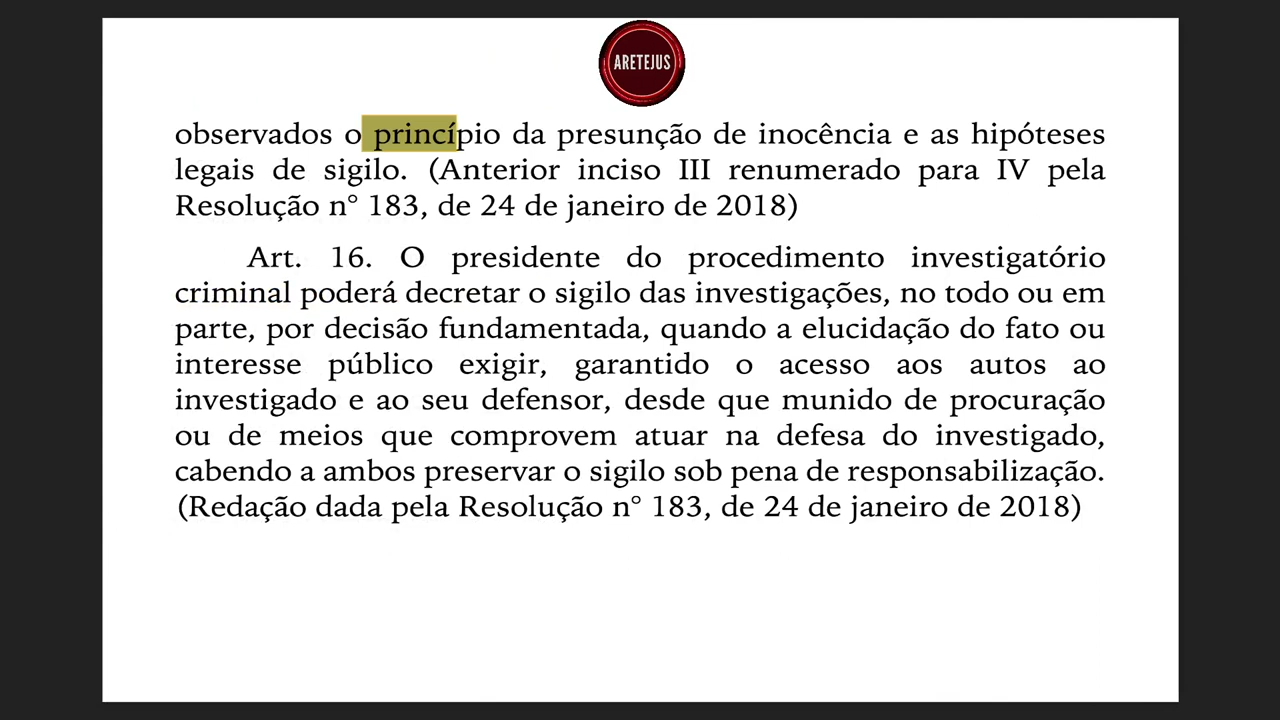 ARETEJUS
observados o princípio da presunção de inocência e as hipóteses
legais de sigilo. (Anterior inciso III renumerado para IV pela
Resolução n° 183, de 24 de janeiro de 2018)
Art. 16. O presidente do procedimento investigatório
criminal poderá decretar o sigilo das investigações, no todo ou em
parte, por decisão fundamentada, quando a elucidação do fato ou
interesse público exigir, garantido o acesso aos autos ao
investigado e ao seu defensor, desde que munido de procuração
ou de meios que comprovem atuar na defesa do investigado,
cabendo a ambos preservar o sigilo sob pena de responsabilização.
(Redação dada pela Resolução n° 183, de 24 de janeiro de 2018)